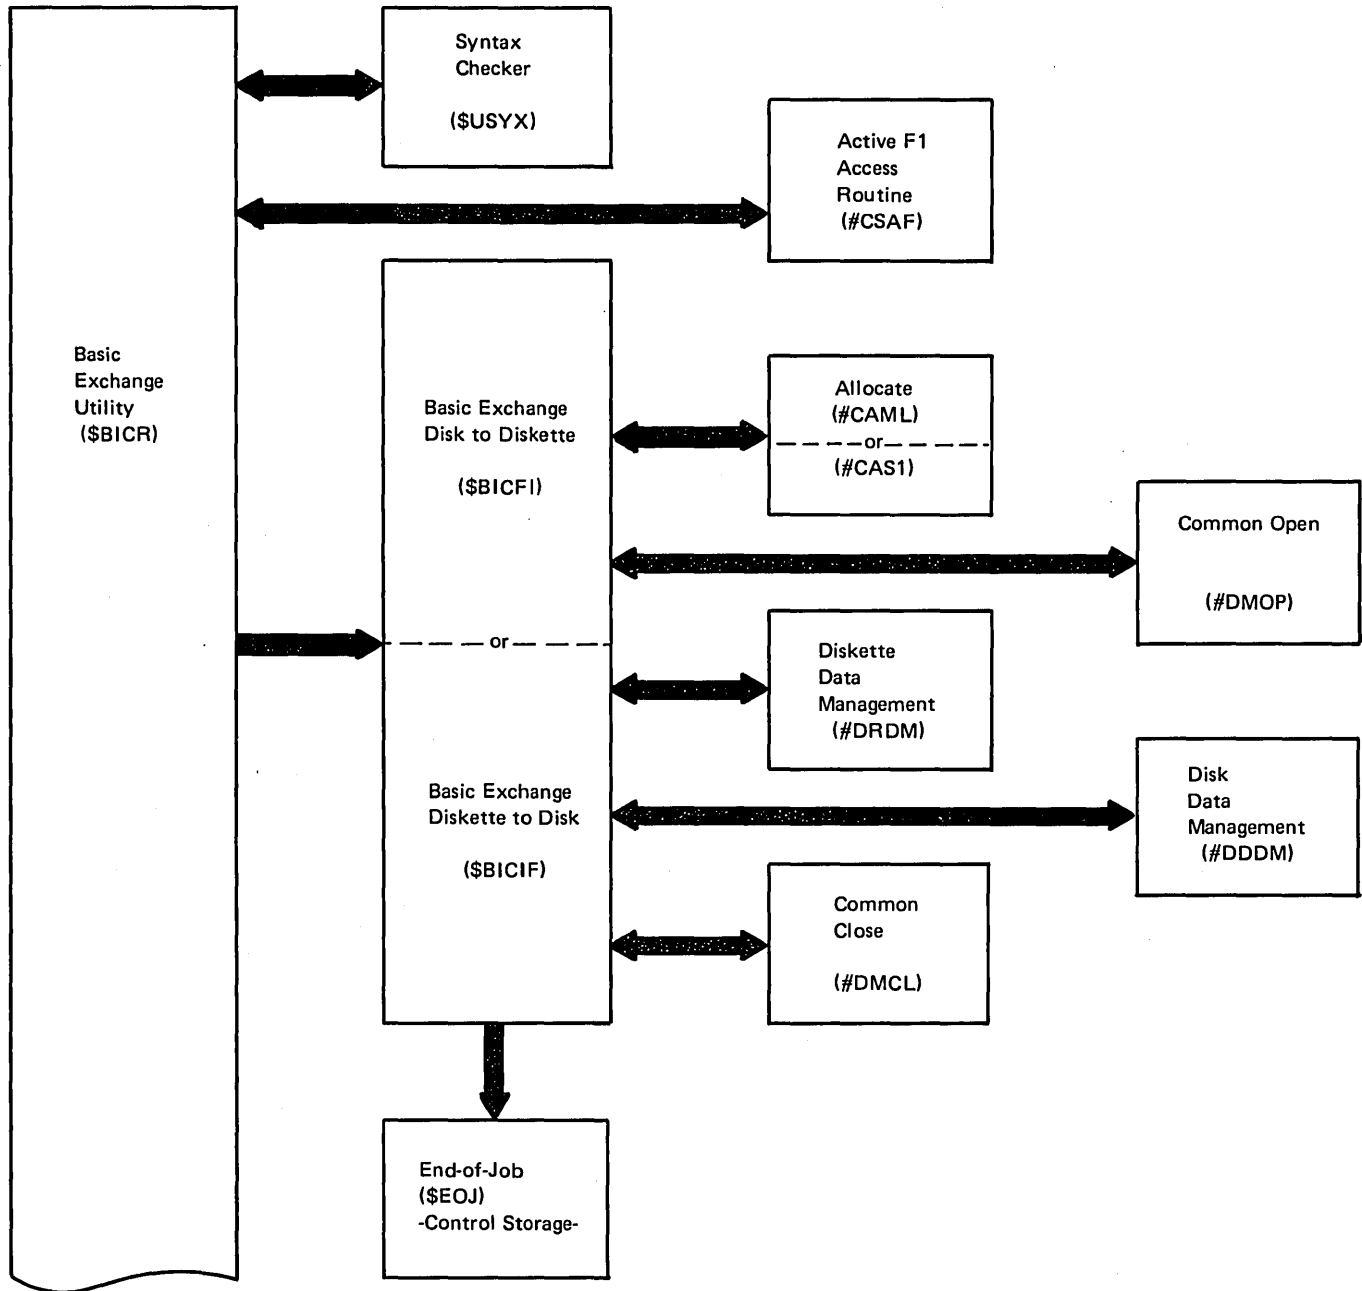 Syntax
Checker
($USYX)
Active F1
Access
Routine
(#CSAF)
Basic
Exchange
Utility
($BICR)
Basic Exchange
Disk to Diskette
($BICFI)
or
Basic Exchange
Diskette to Disk
($BICIF)
Allocate
(#CAML)
or
(#CAS1)
Common Open
(#DMOP)
Diskette
Data
Management
(#DRDM)
Disk
Data
Management
(#DDDM)
Common
Close
(#DMCL)
End-of-Job
($EOJ)
-Control Storage-